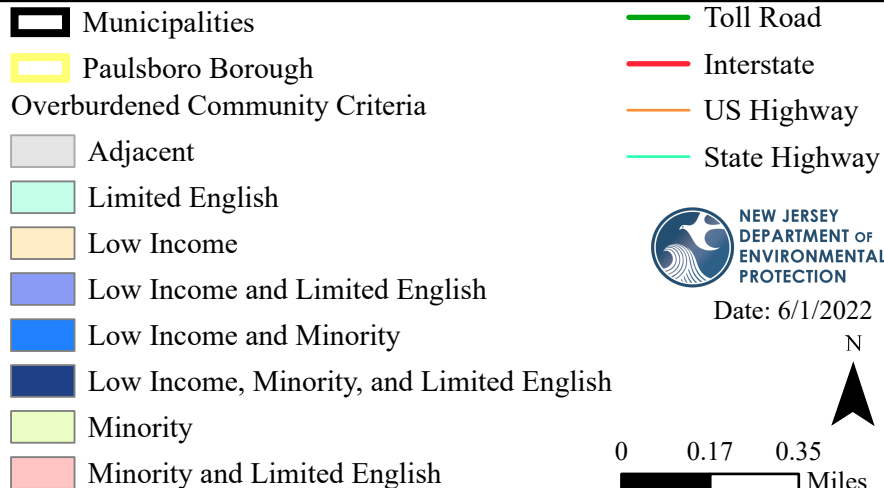 Municipalities
Paulsboro Borough
Overburdened Community Criteria
Adjacent
Limited English
Low Income
Low Income and Limited English
Low Income and Minority
Low Income, Minority, and Limited English
Minority
Minority and Limited English
Toll Road
Interstate
US Highway
State Highway
NEW JERSEY
DEPARTMENT OF
ENVIRONMENTAL
PROTECTION
Date: 6/1/2022
N
0 0.17 0.35
Miles